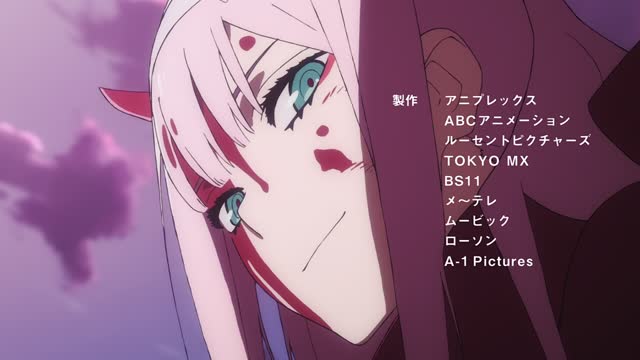 製作 アニプレックス
ABCアニメーション
ルーセントピクチャーズ
TOKYO MX
BS11
メ〜テレ
ムービック
ローソン
A-1 Pictures